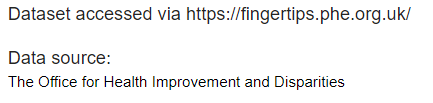 Dataset accessed via https://fingertips.phe.org.uk/
Data source:
The Office for Health Improvement and Disparities